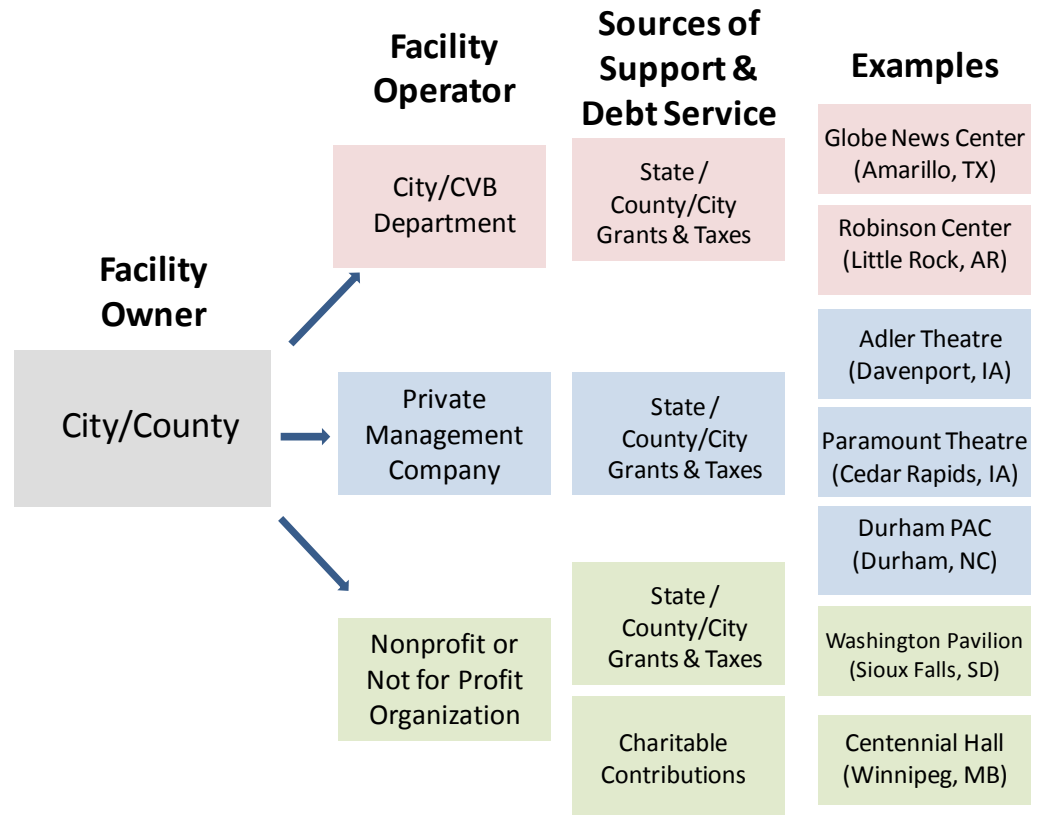 Facility
Owner
City/County
Facility
Operator
City/CVB
Department
Private
Management
Company
Nonprofit or
Not for Profit
Organization
Sources of
Support &
Debt Service
State /
County/City
Grants & Taxes
State /
County/City
Grants & Taxes
State /
County/City
Grants & Taxes
Charitable
Contributions
Examples
Globe News Center
(Amarillo, TX)
Robinson Center
(Little Rock, AR)
Adler Theatre
(Davenport, IA)
Paramount Theatre
(Cedar Rapids, IA)
Durham PAC
(Durham, NC)
Washington Pavilion
(Sioux Falls, SD)
Centennial Hall
(Winnipeg, MB)